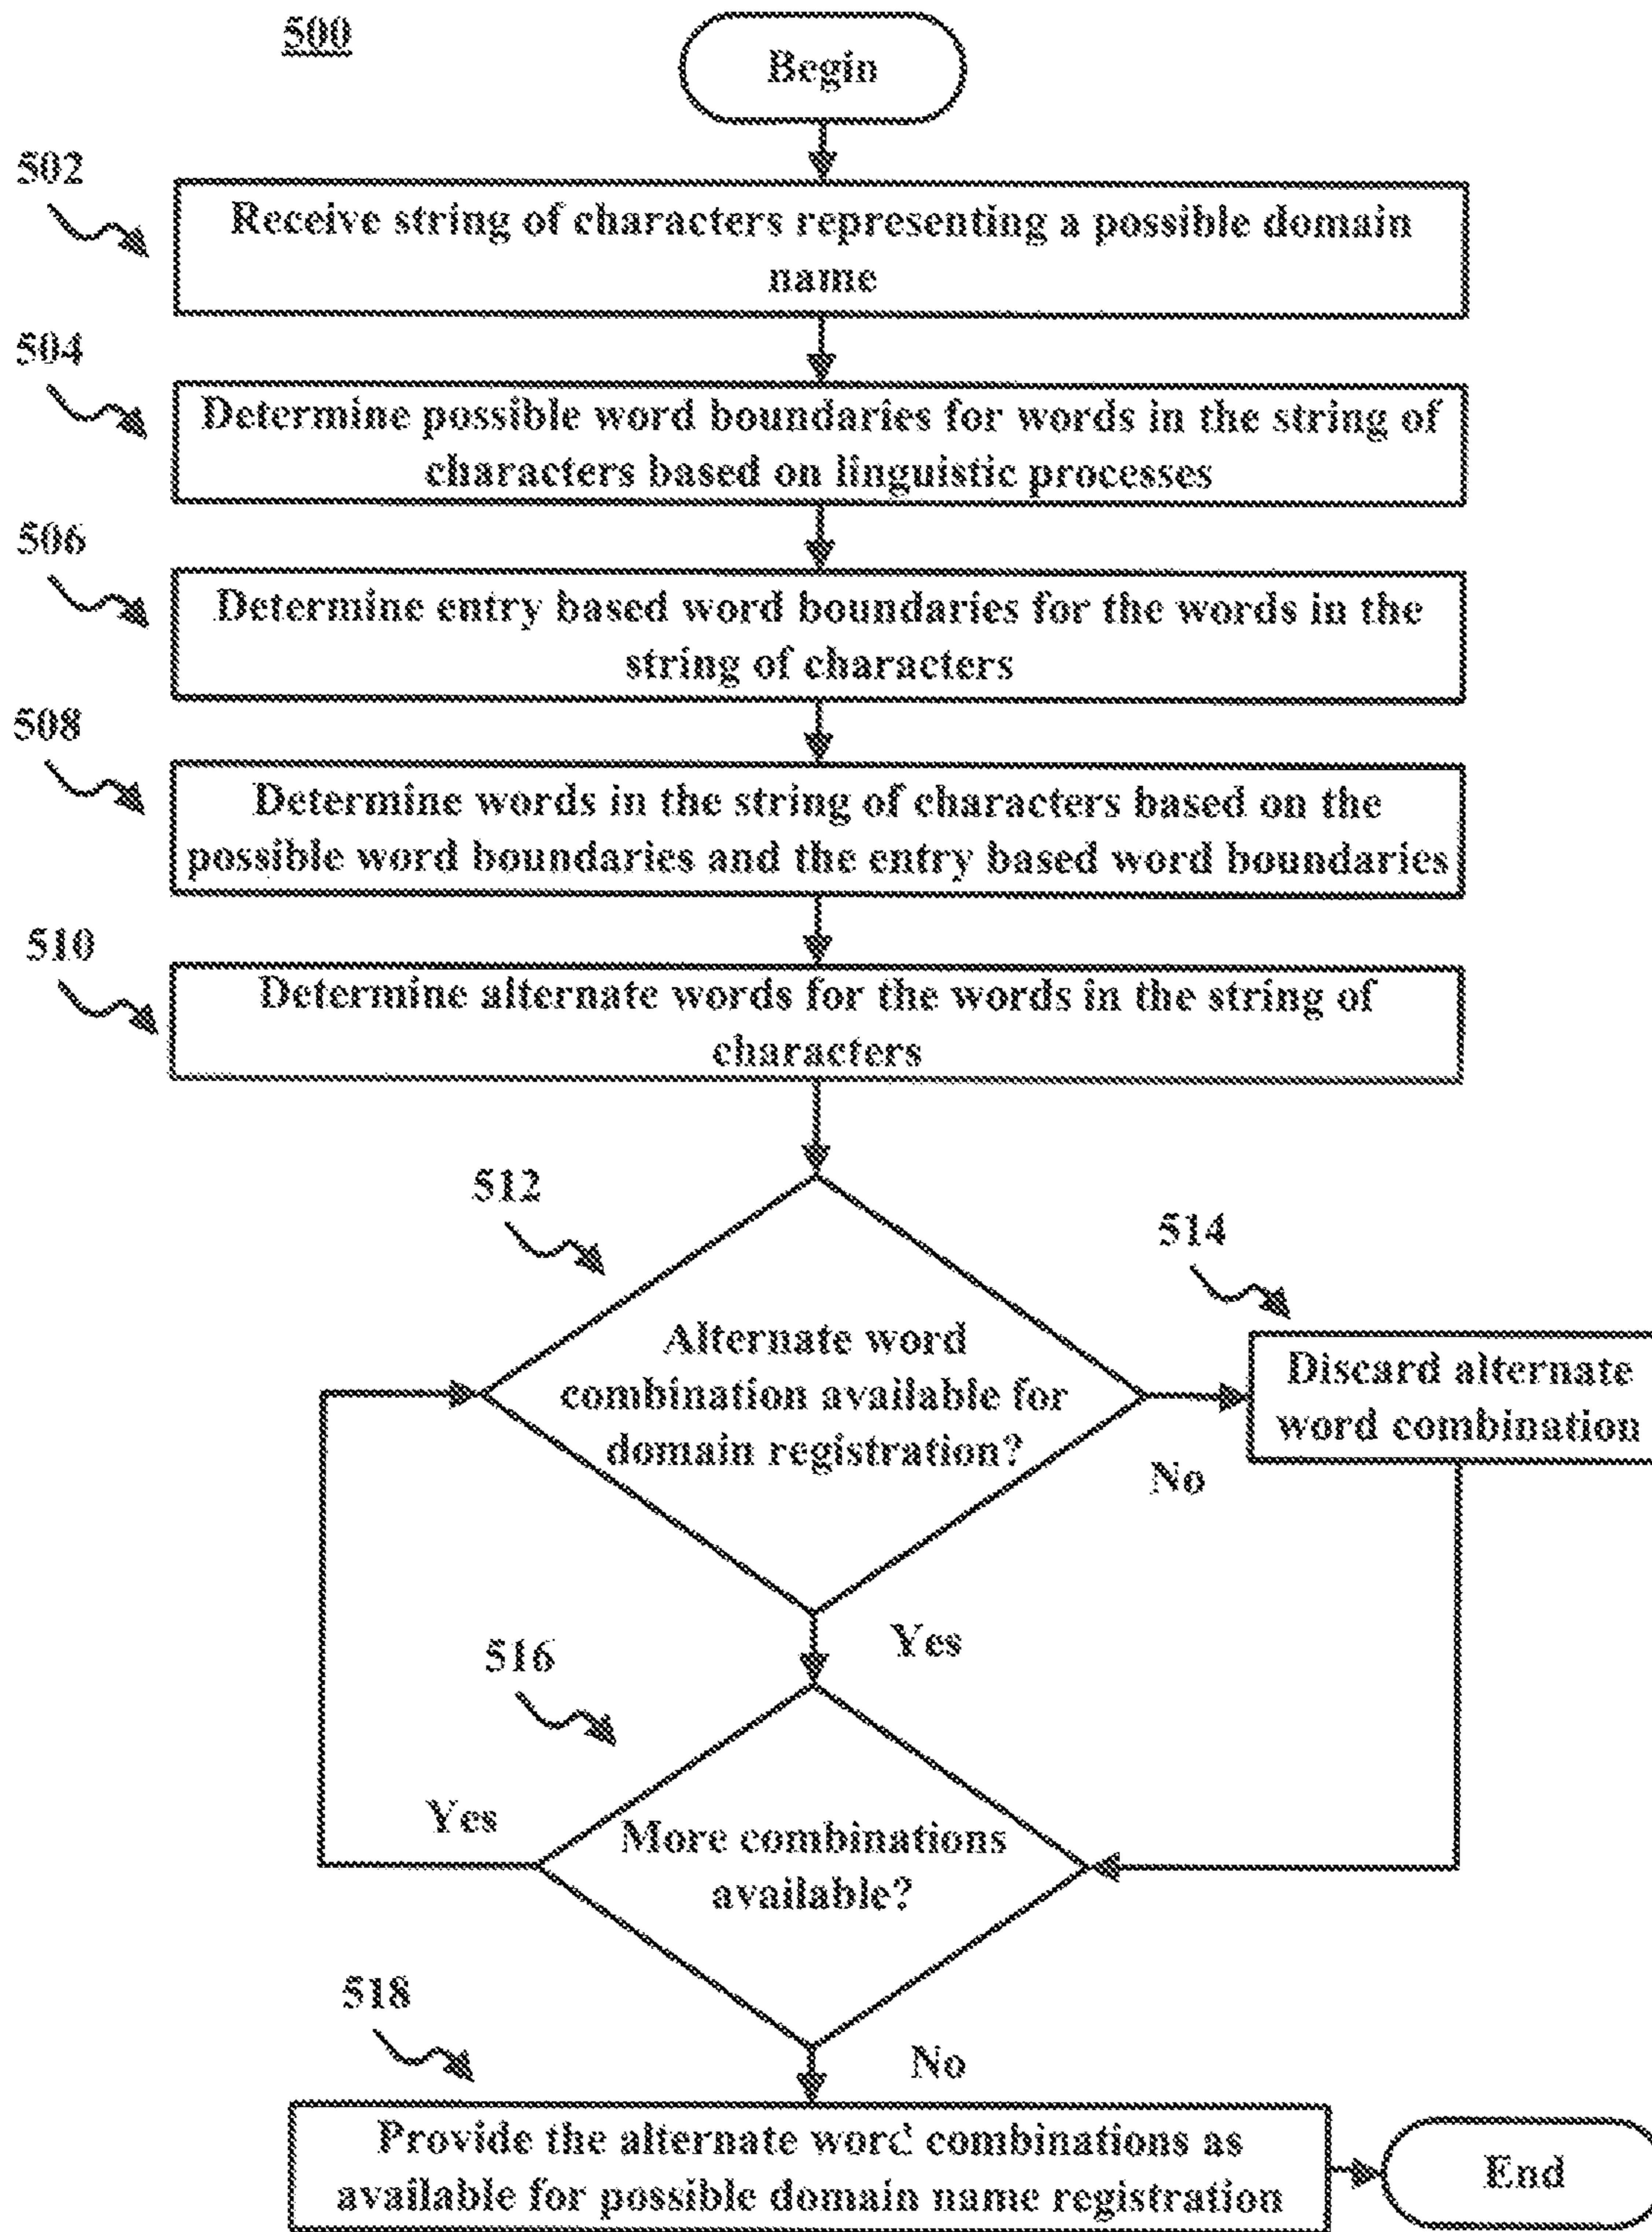 500
Begin
502
Receive string of characters representing a possible domain
name
504
Determine possible word boundaries for words in the string of
characters based on linguistic processes
506
Determine entry based word boundaries for the words in the
string of characters
508
Determine words in the string of characters based on the
possible word boundaries and the entry based word boundaries
510
Determine alternate words for the words in the string of
characters
512
Alternate word
combination available for
domain registration?
514
Discard alternate
word combination
No
Yes
516
More combinations
available?
Yes
No
518
Provide the alternate word combinations as
available for possible domain name registration
End